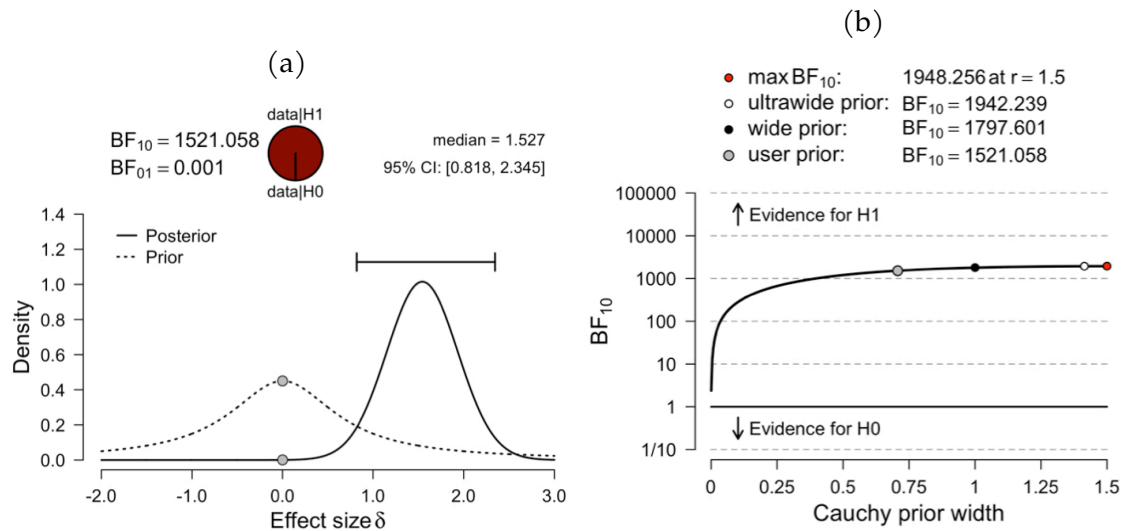 (a)
data|H1
BF₁₀ = 1521.058
BF₀₁ = 0.001
data|H0
median = 1.527
95% CI: [0.818, 2.345]
Posterior
Prior
Density
1.4
1.2
1.0
0.8
0.6
0.4
0.2
0.0
-2.0 -1.0 0.0 1.0 2.0 3.0
Effect size δ
(b)
max BF₁₀: 1948.256 at r = 1.5
ultrawide prior: BF₁₀ = 1942.239
wide prior: BF₁₀ = 1797.601
user prior: BF₁₀ = 1521.058
BF₁₀
100000
10000
1000
100
10
1
1/10
↑ Evidence for H1
↓ Evidence for H0
0 0.25 0.5 0.75 1 1.25 1.5
Cauchy prior width